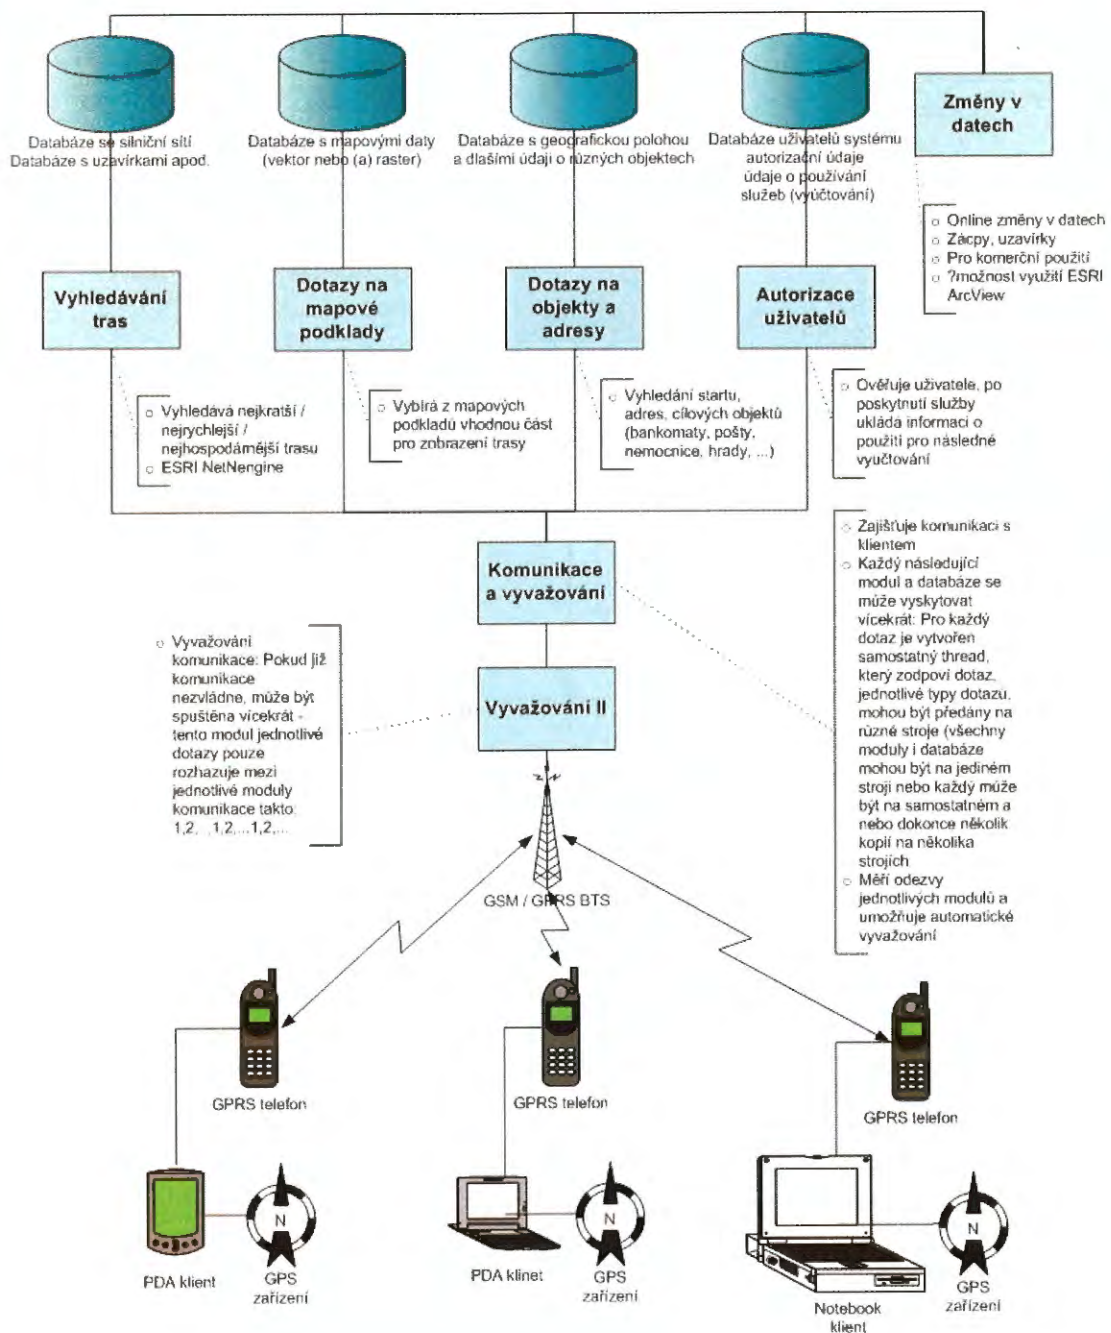 Databáze se silniční sítí
Databáze s uzavírkami apod.
Databáze s mapovými daty
(vektor nebo (a) raster)
Databáze s geografickou polohou
a dlašími údaji o různých objektech
Databáze uživatelů systému
autorizační údaje
údaje o používání
služeb (vyúčtování)
Změny v
datech
○ Online změny v datech
○ Zácpy, uzavírky
○ Pro komerční použití
○ ?možnost využití ESRI
ArcView
Vyhledávání
tras
Dotazy na
mapové
podklady
Dotazy na
objekty a
adresy
Autorizace
uživatelů
○ Vyhledává nejkratší /
nejrychlejší /
nejhospodárnější trasu
○ ESRI NetNengine
○ Vybírá z mapových
podkladů vhodnou část
pro zobrazení trasy
○ Vyhledání startu,
adres, cílových objektů
(bankomaty, pošty,
nemocnice, hrady, ...)
○ Ověřuje uživatele, po
poskytnutí služby
ukládá informaci o
použití pro následné
vyučtování
Komunikace
a vyvažování
○ Zajišťuje komunikaci s
klientem
○ Každý následující
modul a databáze se
může vyskytovat
vícekrát: Pro každý
dotaz je vytvořen
samostatný thread,
který zodpoví dotaz,
jednotlivé typy dotazů,
mohou být předány na
různé stroje (všechny
moduly i databáze
mohou být na jediném
stroji nebo každý může
být na samostatném a
nebo dokonce několik
kopií na několika
strojích
○ Měří odezvy
jednotlivých modulů a
umožňuje automatické
vyvažování
○ Vyvažování
komunikace: Pokud již
komunikace
nezvládne, může být
spuštěna vícekrát -
tento modul jednotlivé
dotazy pouze
rozhazuje mezi
jednotlivé moduly
komunikace takto:
1,2,...1,2,...1,2,...
Vyvažování II
GSM / GPRS BTS
GPRS telefon
GPRS telefon
GPRS telefon
N
N
N
PDA klient
GPS
zařízení
PDA klinet
GPS
zařízení
Notebook
klient
GPS
zařízení